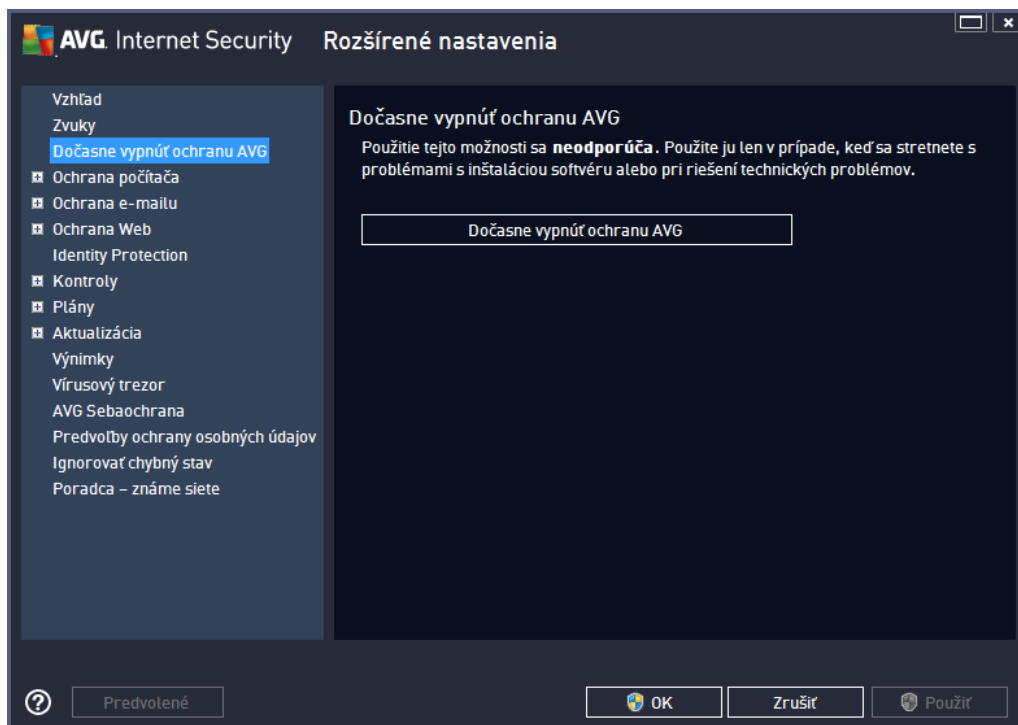 AVG. Internet Security
Rozšírené nastavenia
Vzhľad
Zvuky
Dočasne vypnúť ochranu AVG
Ochrana počítača
Ochrana e-mailu
Ochrana Web
Identity Protection
Kontroly
Plány
Aktualizácia
Výnimky
Vírusový trezor
AVG Sebaochrana
Predvoľby ochrany osobných údajov
Ignorovať chybný stav
Poradca – známe siete
Dočasne vypnúť ochranu AVG
Použitie tejto možnosti sa neodporúča. Použite ju len v prípade, keď sa stretnete s
problémami s inštaláciou softvéru alebo pri riešení technických problémov.
Dočasne vypnúť ochranu AVG
Predvolené
OK
Zrušiť
Použiť